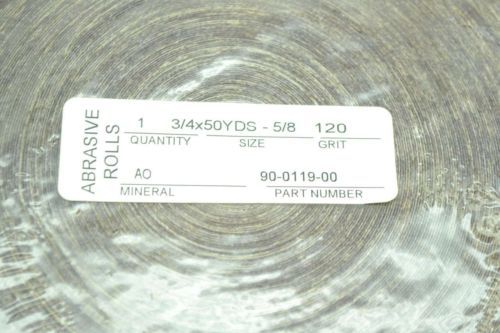 ABRASIVE
ROLLS
1 3/4x50YDS - 5/8 120
QUANTITY SIZE GRIT
AO 90-0119-00
MINERAL PART NUMBER